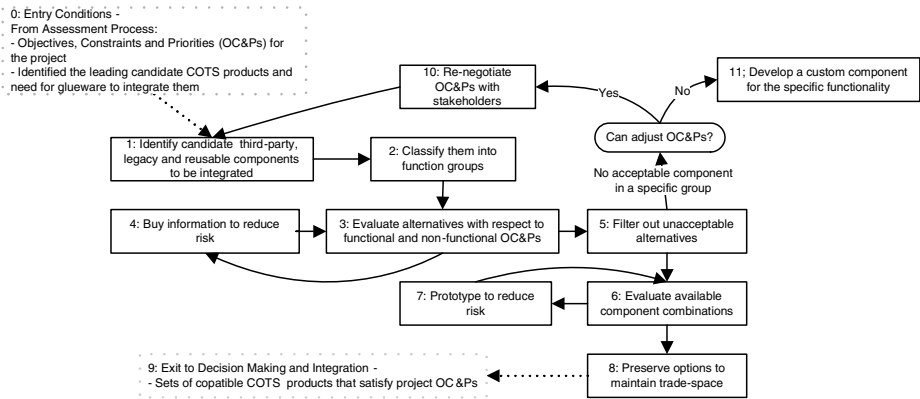 0: Entry Conditions -
From Assessment Process:
- Objectives, Constraints and Priorities (OC&Ps) for
the project
- Identified the leading candidate COTS products and
need for glueware to integrate them
10: Re-negotiate
OC&Ps with
stakeholders
Yes
No
11; Develop a custom component
for the specific functionality
Can adjust OC&Ps?
1: Identify candidate third-party,
legacy and reusable components
to be integrated
2: Classify them into
function groups
No acceptable component
in a specific group
4: Buy information to reduce
risk
3: Evaluate alternatives with respect to
functional and non-functional OC&Ps
5: Filter out unacceptable
alternatives
7: Prototype to reduce
risk
6: Evaluate available
component combinations
9: Exit to Decision Making and Integration -
- Sets of copatible COTS products that satisfy project OC&Ps
8: Preserve options to
maintain trade-space